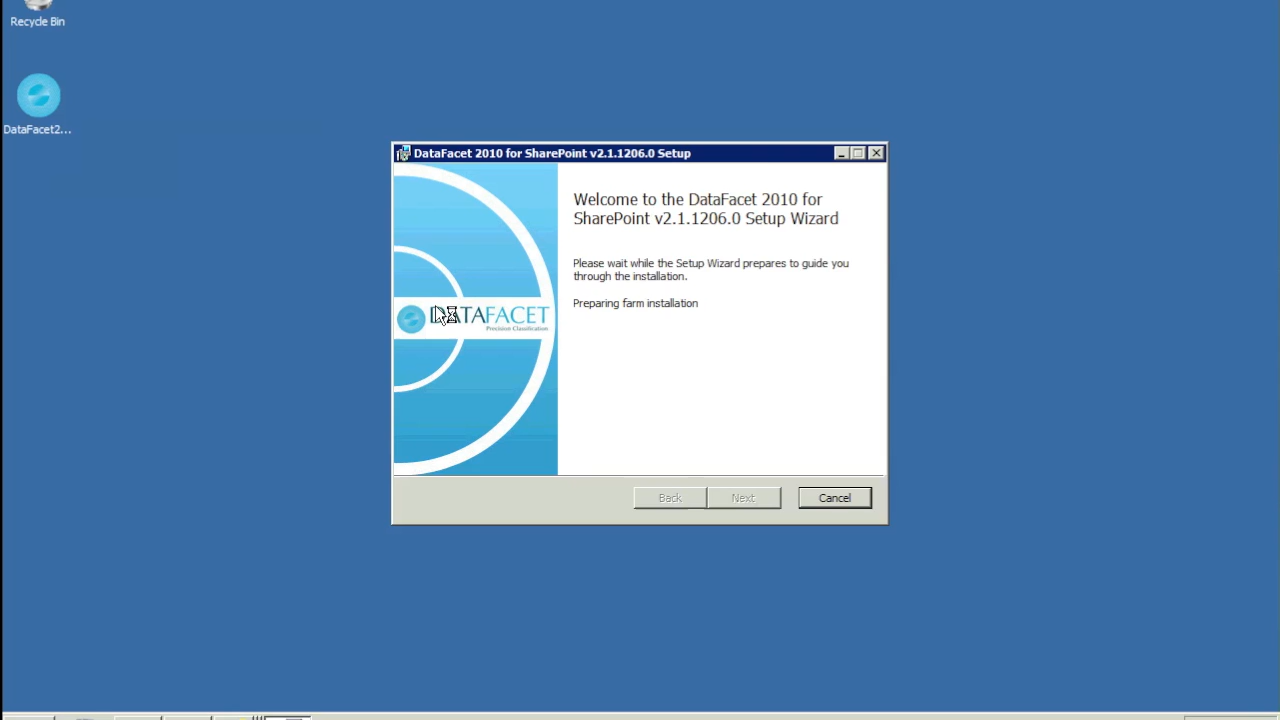 Recycle Bin
DataFacet2...
DataFacet 2010 for SharePoint v2.1.1206.0 Setup
Welcome to the DataFacet 2010 for
SharePoint v2.1.1206.0 Setup Wizard
Please wait while the Setup Wizard prepares to guide you
through the installation.
Preparing farm installation
DATAFACET
Precision Classification
Back
Next
Cancel